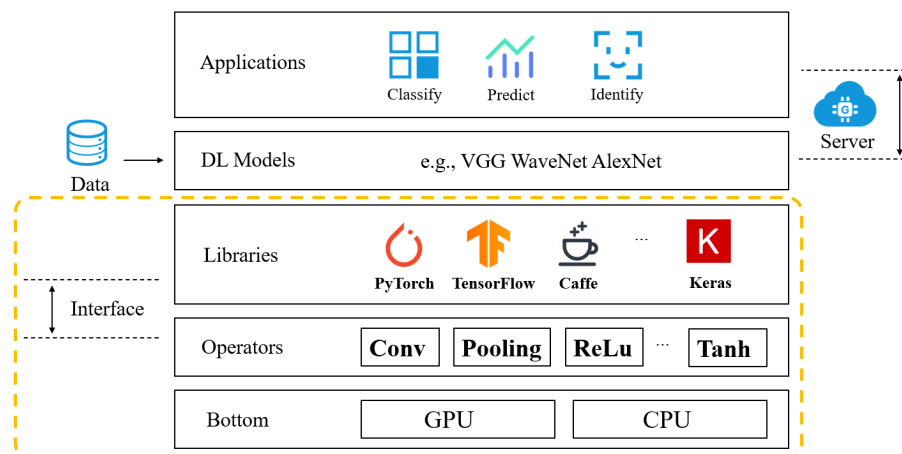 Applications
Classify
Predict
Identify
G
Server
Data
DL Models
e.g., VGG WaveNet AlexNet
Libraries
PyTorch
TensorFlow
Caffe
...
K
Keras
Interface
Operators
Conv
Pooling
ReLu
...
Tanh
Bottom
GPU
CPU